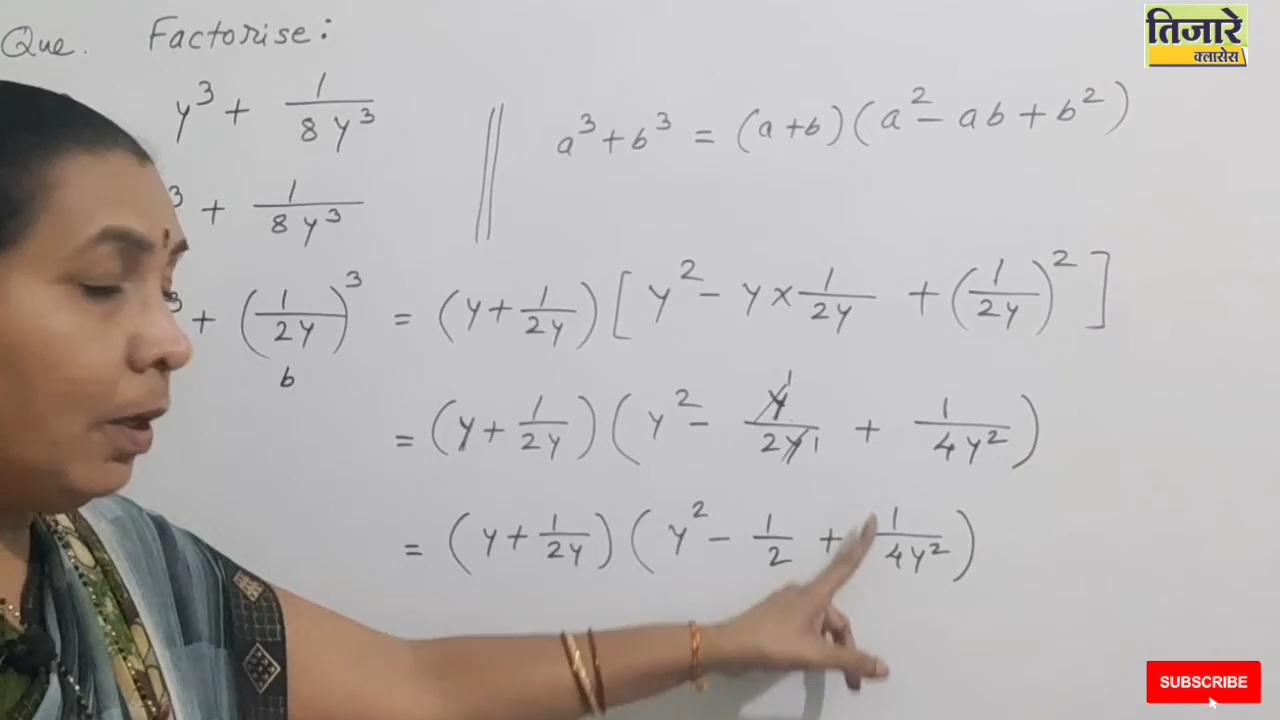 Que. Factorise:
तिजारे
क्लासेस
y³ + 1/8y³
a³ + b³ = (a+b)(a² - ab + b²)
³ + 1/8y³
³ + (1/2y)³ = (y + 1/2y)[y² - y × 1/2y + (1/2y)²]
b
= (y + 1/2y)(y² - y 1/2y 1 + 1/4y²)
= (y + 1/2y)(y² - 1/2 + 1/4y²)
SUBSCRIBE